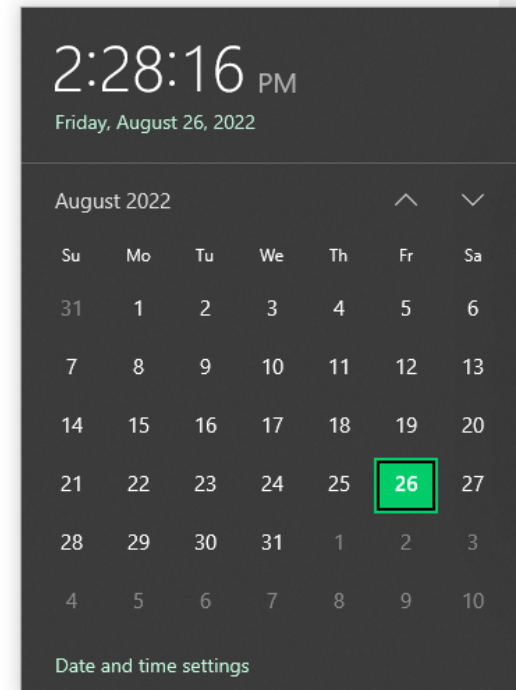 2:28:16 PM
Friday, August 26, 2022
August 2022
Su Mo Tu We Th Fr Sa
31 1 2 3 4 5 6
7 8 9 10 11 12 13
14 15 16 17 18 19 20
21 22 23 24 25 26 27
28 29 30 31 1 2 3
4 5 6 7 8 9 10
Date and time settings